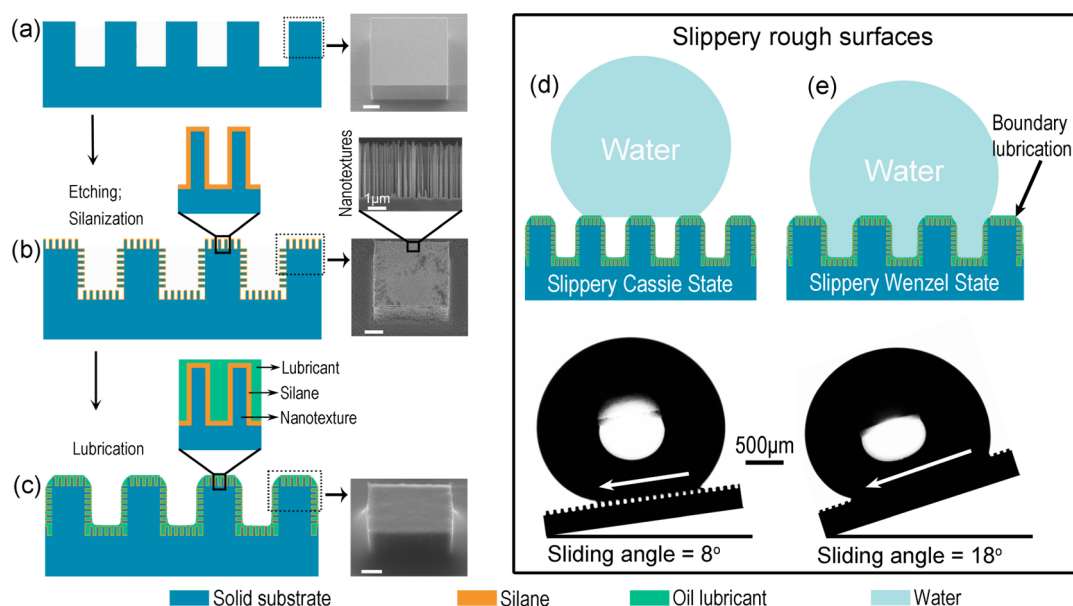 (a)
Etching;
Silanization
Nanotextures
1µm
(b)
Lubricant
Silane
Nanotexture
Lubrication
(c)
Slippery rough surfaces
(d)
Water
Slippery Cassie State
(e)
Boundary
lubrication
Water
Slippery Wenzel State
500µm
Sliding angle = 8°
Sliding angle = 18°
Solid substrate
Silane
Oil lubricant
Water